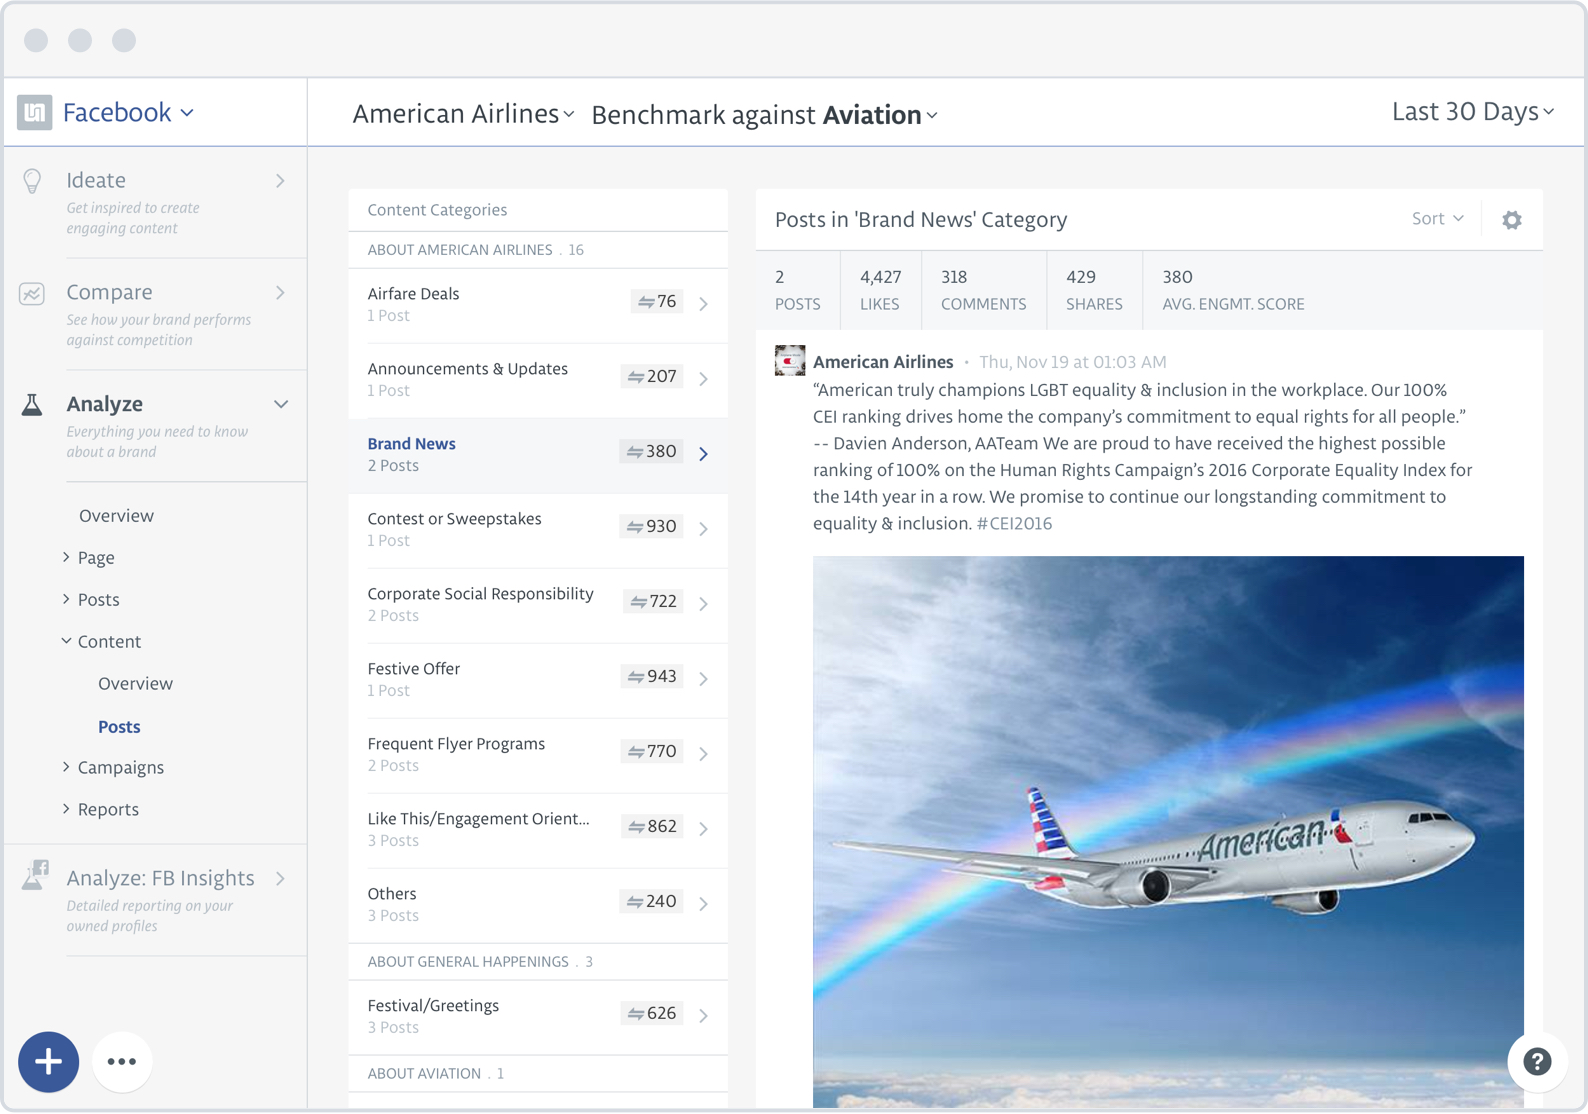 Facebook
American Airlines
Benchmark against Aviation
Last 30 Days
Ideate
Get inspired to create
engaging content
Compare
See how your brand performs
against competition
Analyze
Everything you need to know
about a brand
Overview
Page
Posts
Content
Overview
Posts
Campaigns
Reports
Analyze: FB Insights
Detailed reporting on your
owned profiles
Content Categories
ABOUT AMERICAN AIRLINES . 16
Airfare Deals
76
1 Post
Announcements & Updates
207
1 Post
Brand News
380
2 Posts
Contest or Sweepstakes
930
1 Post
Corporate Social Responsibility
722
2 Posts
Festive Offer
943
1 Post
Frequent Flyer Programs
770
2 Posts
Like This/Engagement Orient...
862
3 Posts
Others
240
3 Posts
ABOUT GENERAL HAPPENINGS . 3
Festival/Greetings
626
3 Posts
ABOUT AVIATION . 1
Posts in 'Brand News' Category
Sort
2
POSTS
4,427
LIKES
318
COMMENTS
429
SHARES
380
AVG. ENGMT. SCORE
American Airlines · Thu, Nov 19 at 01:03 AM
“American truly champions LGBT equality & inclusion in the workplace. Our 100%
CEI ranking drives home the company’s commitment to equal rights for all people.”
-- Davien Anderson, AATeam We are proud to have received the highest possible
ranking of 100% on the Human Rights Campaign’s 2016 Corporate Equality Index for
the 14th year in a row. We promise to continue our longstanding commitment to
equality & inclusion. #CEI2016
American
?